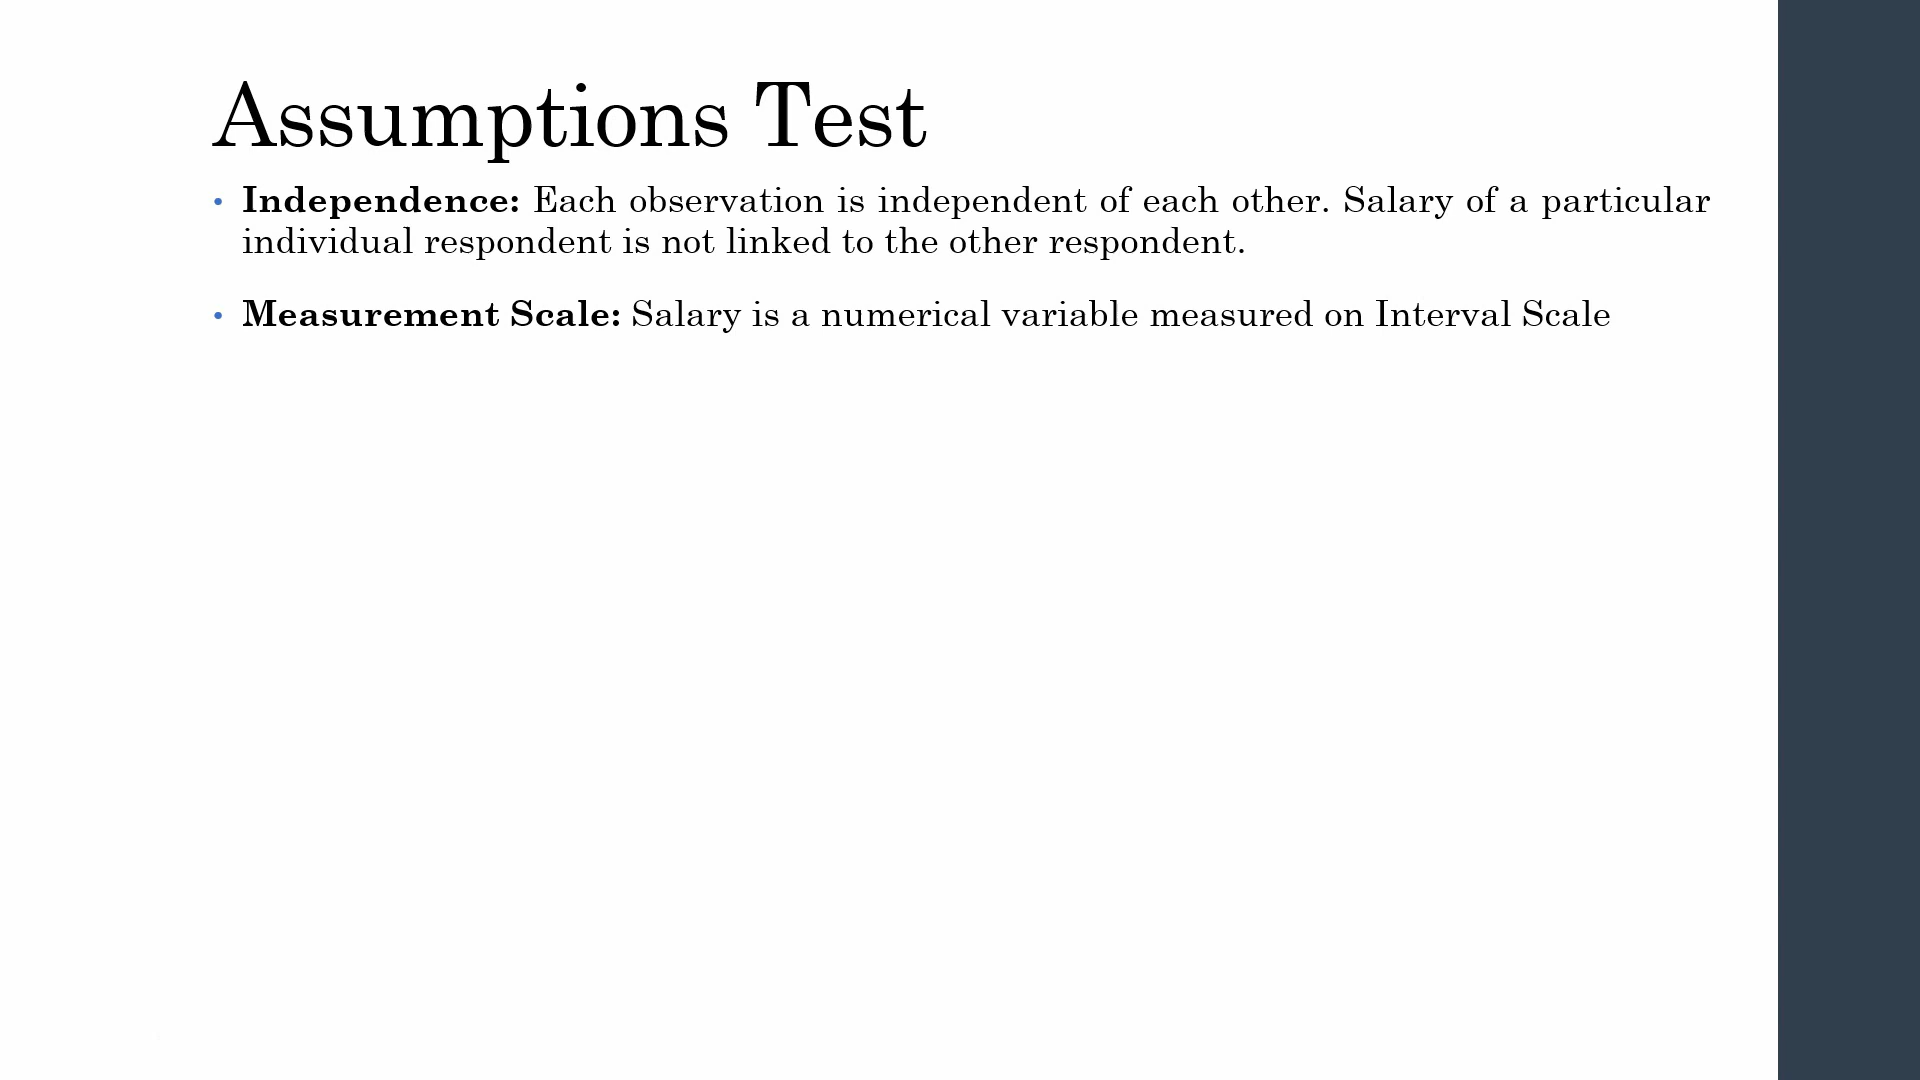 Assumptions Test
• Independence: Each observation is independent of each other. Salary of a particular
individual respondent is not linked to the other respondent.
• Measurement Scale: Salary is a numerical variable measured on Interval Scale